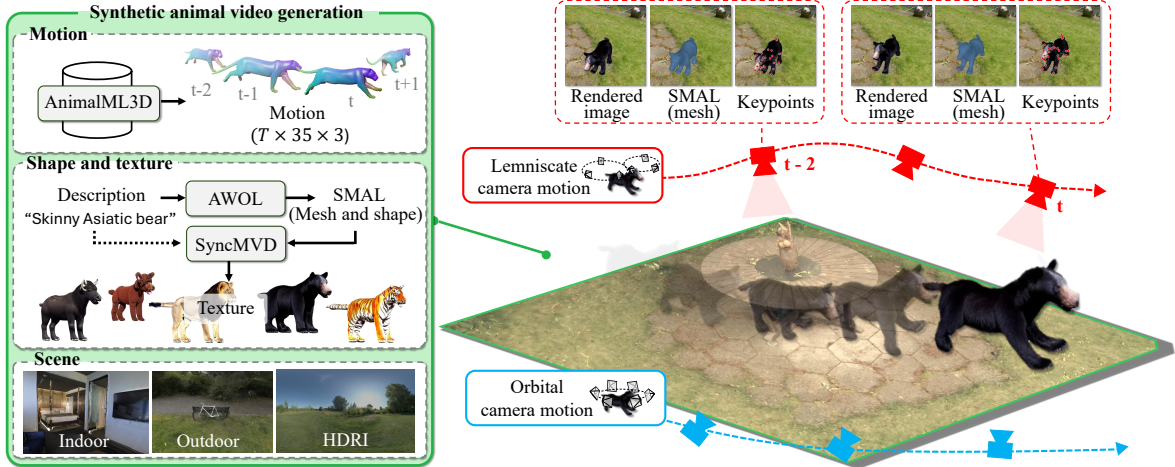 Synthetic animal video generation
Motion
AnimalML3D
t-2
t-1
t
t+1
Motion
(T × 35 × 3)
Shape and texture
Description
AWOL
SMAL
(Mesh and shape)
"Skinny Asiatic bear"
SyncMVD
Texture
Scene
Indoor
Outdoor
HDRI
Rendered
image
SMAL
(mesh)
Keypoints
Rendered
image
SMAL
(mesh)
Keypoints
Lemniscate
camera motion
t - 2
t
Orbital
camera motion